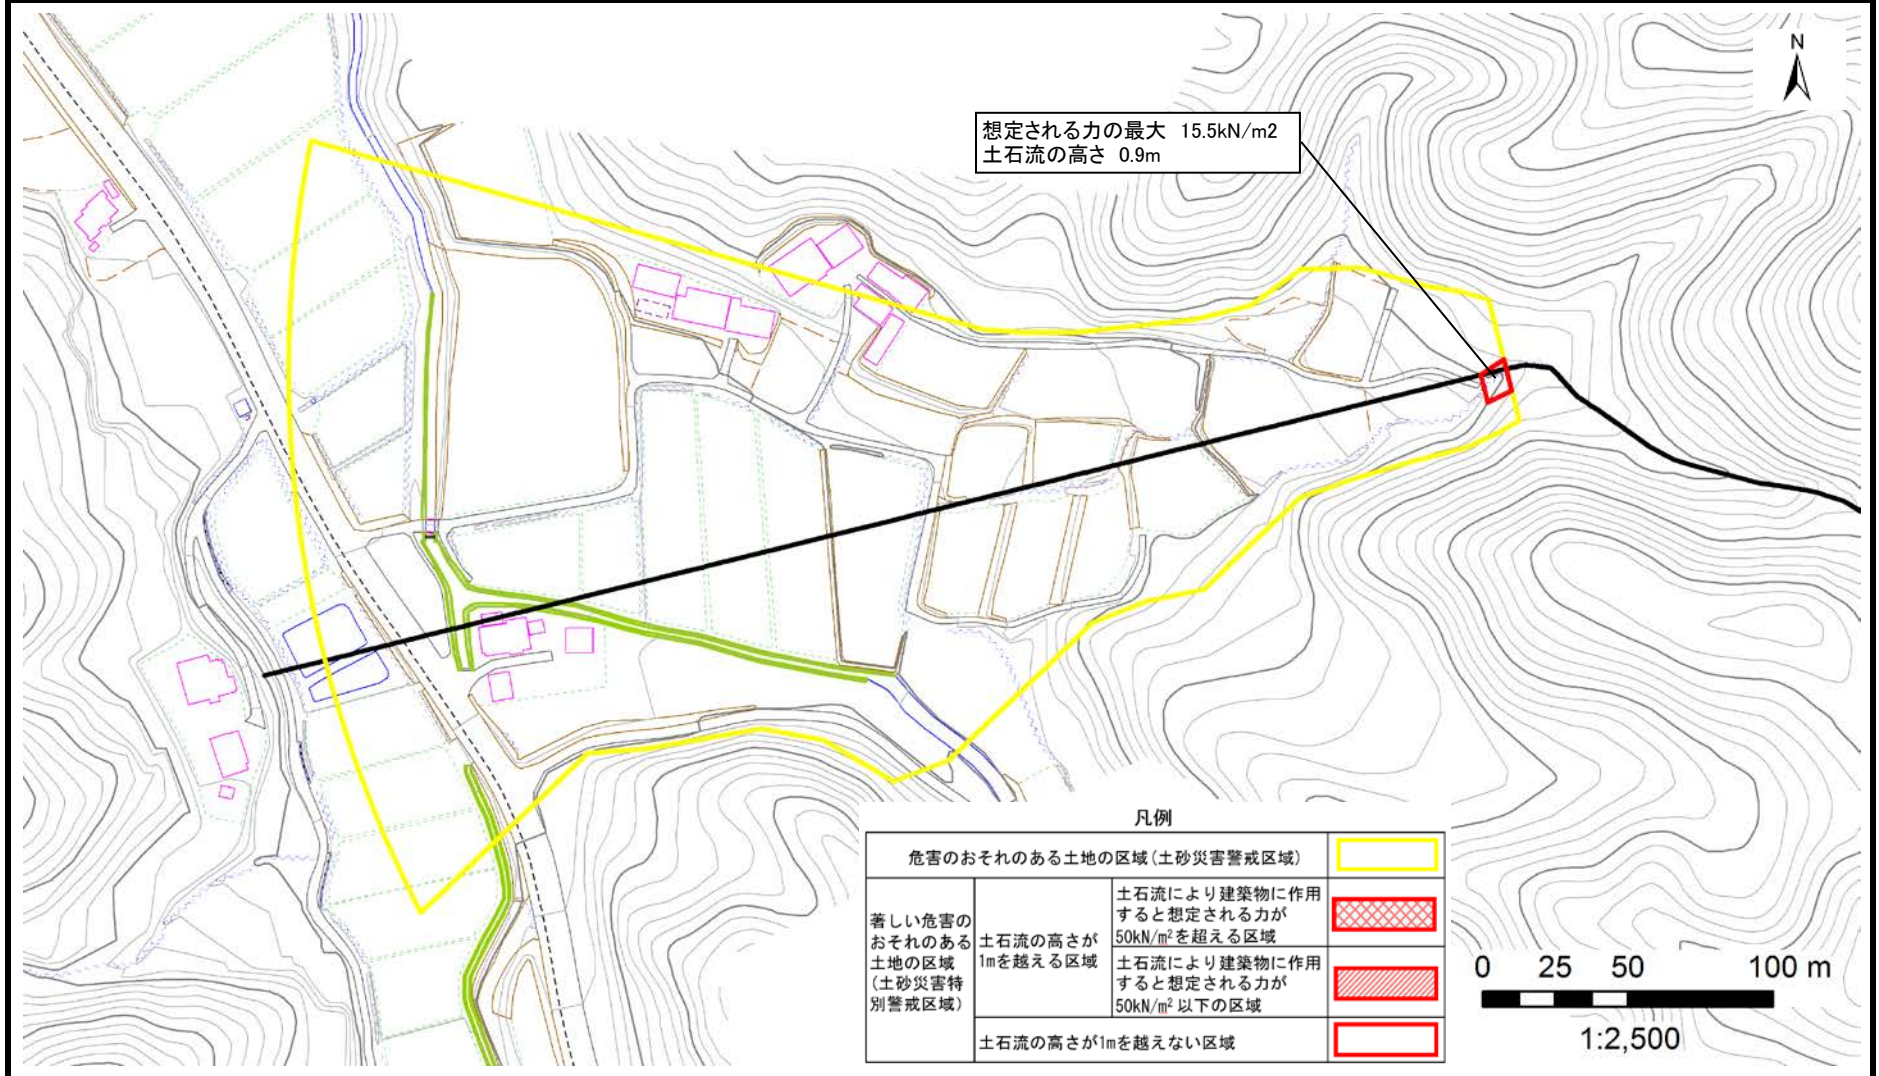 N
想定される力の最大 15.5kN/m2
土石流の高さ 0.9m
凡例
危害のおそれのある土地の区域(土砂災害警戒区域)
著しい危害の
おそれのある
土地の区域
(土砂災害特
別警戒区域)
土石流の高さが
1mを越える区域
土石流により建築物に作用
すると想定される力が
50kN/㎡を超える区域
土石流により建築物に作用
すると想定される力が
50kN/㎡以下の区域
土石流の高さが1mを越えない区域
0 25 50 100 m
1:2,500